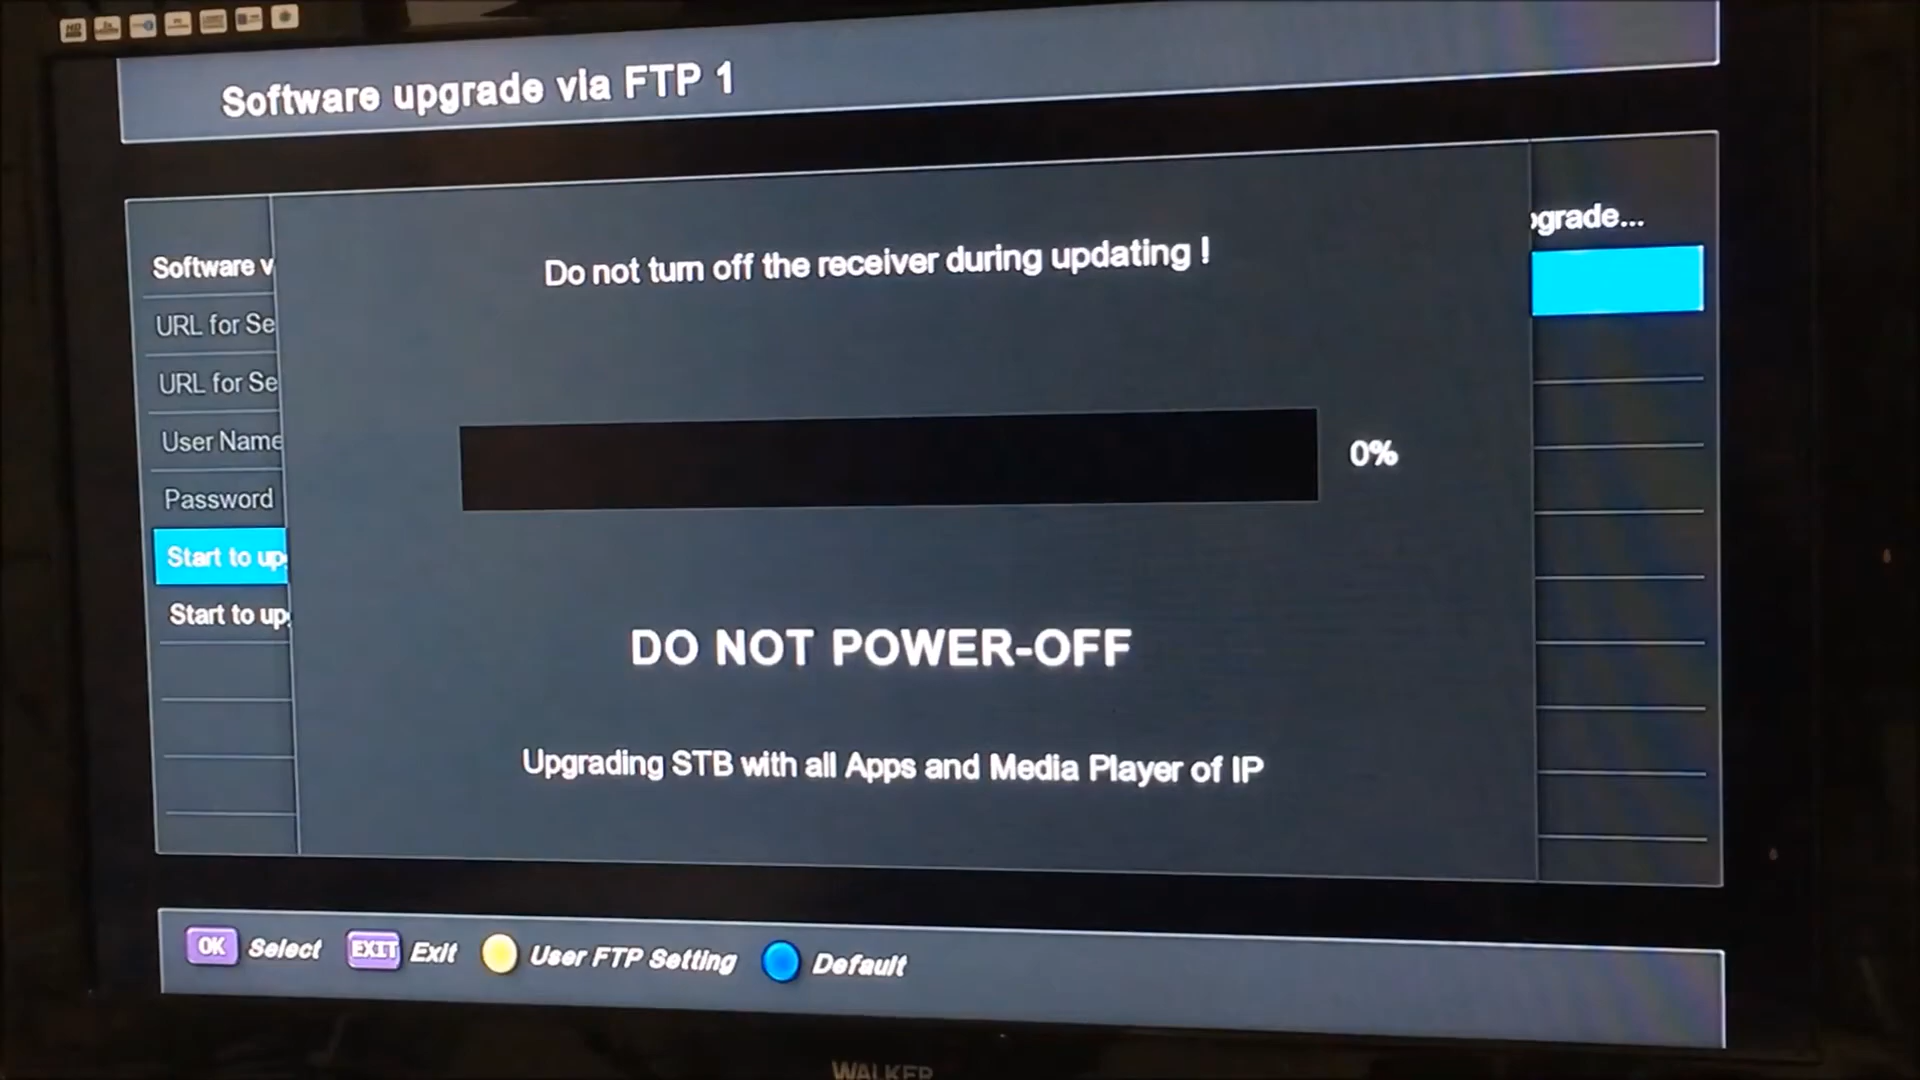 Software upgrade via FTP 1
Do not turn off the receiver during updating !
grade...
Software v
URL for Se
URL for Se
User Name
0%
Password
Start to up
Start to up
DO NOT POWER-OFF
Upgrading STB with all Apps and Media Player of IP
OK Select EXIT Exit User FTP Setting Default
WALKER